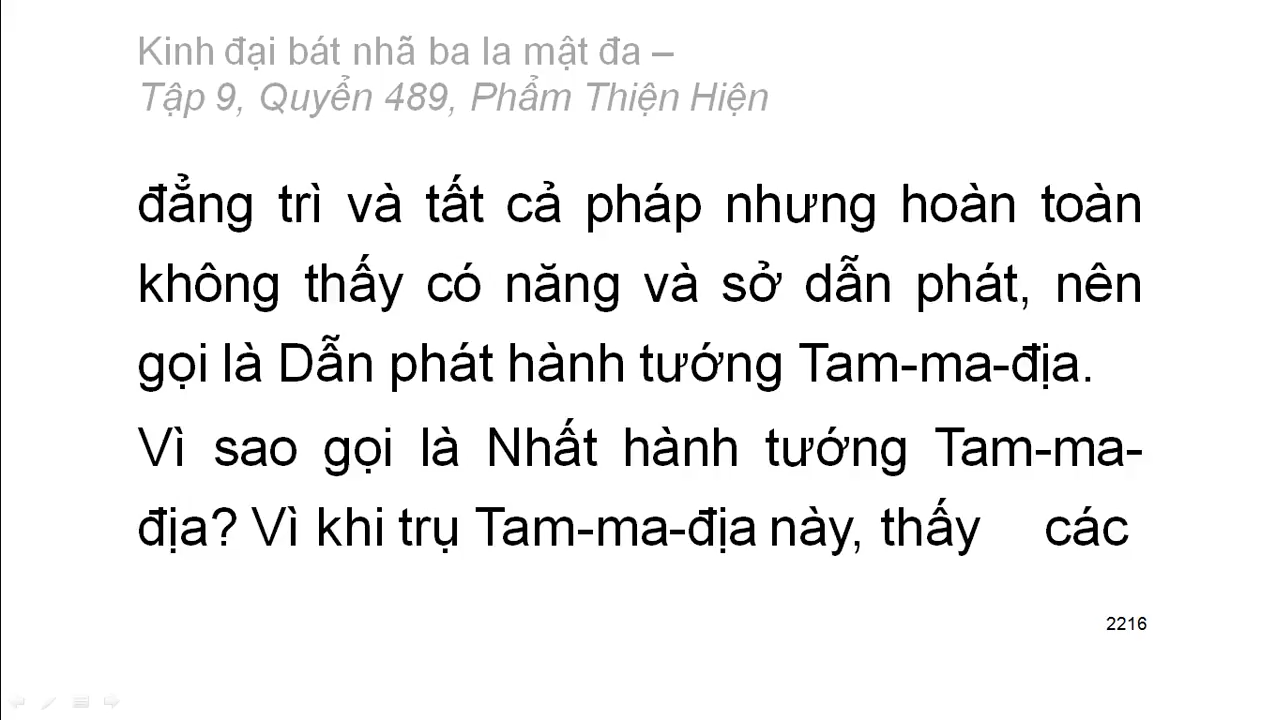 Kinh đại bát nhã ba la mật đa –
Tập 9, Quyển 489, Phẩm Thiện Hiện
đẳng trì và tất cả pháp nhưng hoàn toàn
không thấy có năng và sở dẫn phát, nên
gọi là Dẫn phát hành tướng Tam-ma-địa.
Vì sao gọi là Nhất hành tướng Tam-ma-
địa? Vì khi trụ Tam-ma-địa này, thấy các
2216